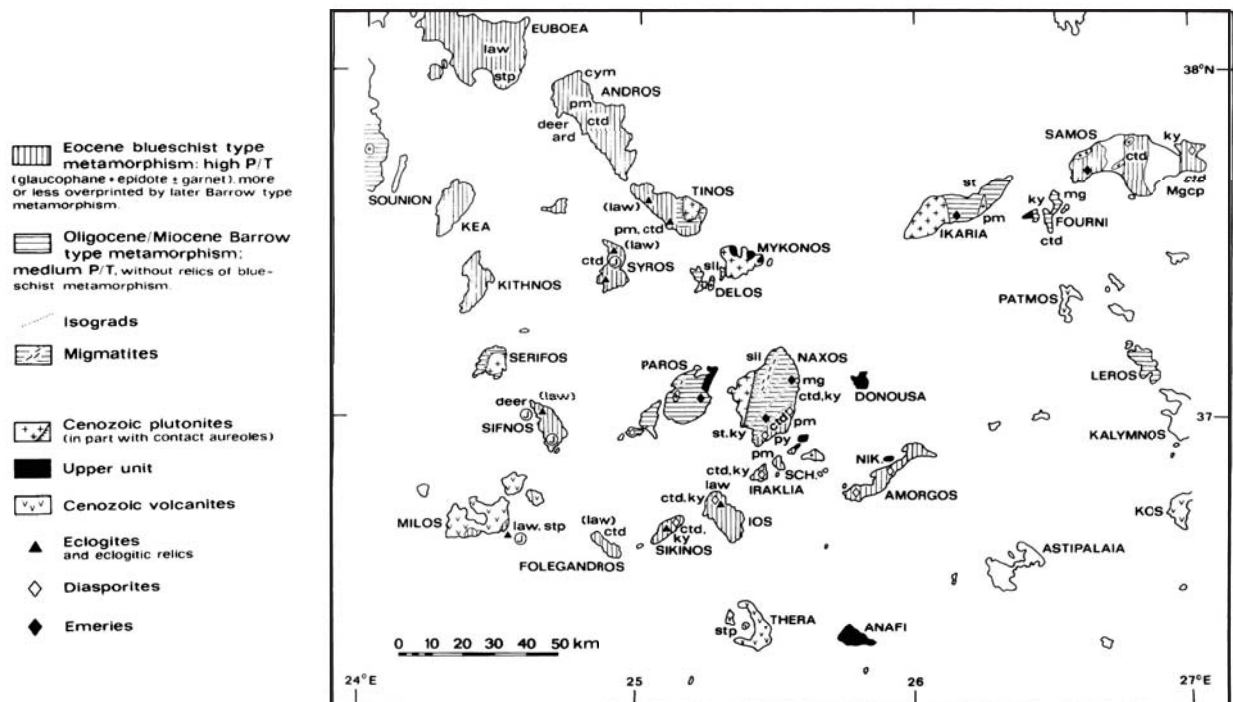 Eocene blueschist type
metamorphism: high P/T
(glaucophane + epidote ± garnet). more
or less overprinted by later Barrow type
metamorphism.
Oligocene/Miocene Barrow
type metamorphism;
medium P/T, without relics of blue-
schist metamorphism.
Isograds
Migmatites
Cenozoic plutonites
(in part with contact aureoles)
Upper unit
Cenozoic volcanites
Eclogites
and eclogitic relics
Diasporites
Emeries
EUBOEA
law
stp
38°N
cym
ANDROS
pm
ctd
deer
ard
SAMOS
ky
ctd
ctd
Mgcp
SOUNION
KEA
TINOS
(law)
pm, ctd
st
IKARIA
pm
ky
mg
FOURNI
ctd
(law)
ctd
SYROS
MYKONOS
sil
DELOS
KITHNOS
PATMOS
SERIFOS
PAROS
sil
NAXOS
mg
ctd,ky
DONOUSA
LEROS
deer
(law)
SIFNOS
37
st.ky
ctd
pm
py
pm
KALYMNOS
NIK.
ctd,ky
SCH.
IRAKLIA
AMORGOS
law
ctd,ky
IOS
MILOS
law, stp
(law)
ctd
FOLEGANDROS
ctd,
ky
SIKINOS
KCS
ASTIPALAIA
THERA
stp
ANAFI
0 10 20 30 40 50 km
24°E
25
26
27°E